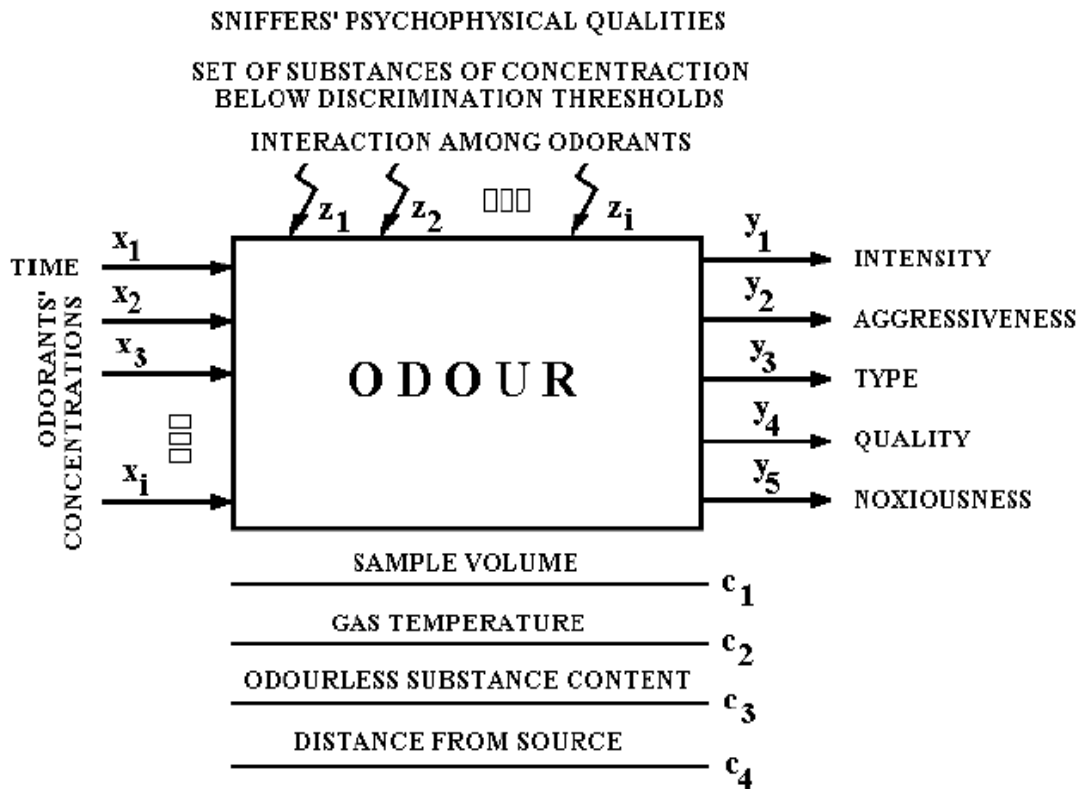 SNIFFERS' PSYCHOPHYSICAL QUALITIES
SET OF SUBSTANCES OF CONCENTRACTION
BELOW DISCRIMINATION THRESHOLDS
INTERACTION AMONG ODORANTS
z1 z2 □□□ zi
TIME
ODORANTS'
CONCENTRATIONS
x1
x2
x3
□□□
xi
ODOUR
y1 INTENSITY
y2 AGGRESSIVENESS
y3 TYPE
y4 QUALITY
y5 NOXIOUSNESS
SAMPLE VOLUME c1
GAS TEMPERATURE c2
ODOURLESS SUBSTANCE CONTENT c3
DISTANCE FROM SOURCE c4